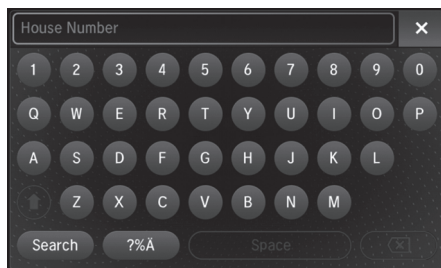 House Number ×
1 2 3 4 5 6 7 8 9 0
Q W E R T Y U I O P
A S D F G H J K L
Z X C V B N M
Search ?%Ä Space